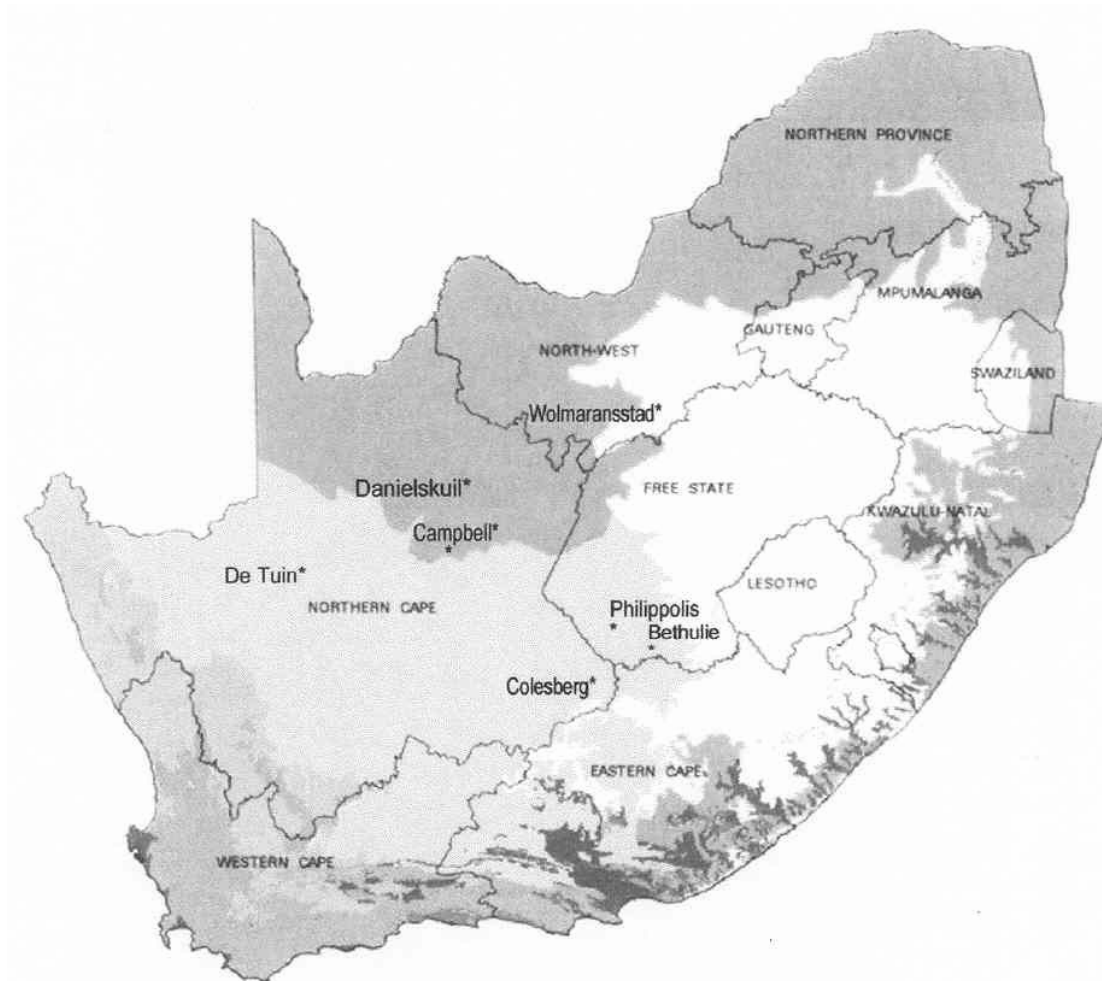 NORTHERN PROVINCE
MPUMALANGA
GAUTENG
NORTH-WEST
SWAZILAND
Wolmaransstad*
Danielskuil*
FREE STATE
KWAZULU-NATAL
Campbell*
*
De Tuin*
LESOTHO
NORTHERN CAPE
Philippolis
*
Bethulie
*
Colesberg*
EASTERN CAPE
WESTERN CAPE